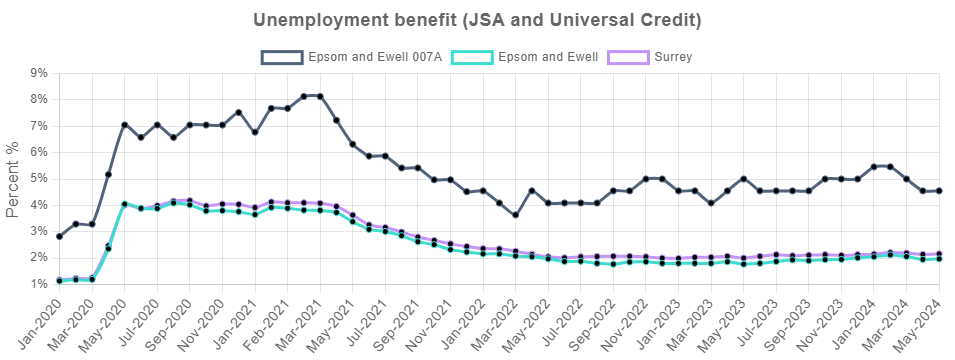 Unemployment benefit (JSA and Universal Credit)
Epsom and Ewell 007A Epsom and Ewell Surrey
9%
8%
7%
6%
5%
4%
3%
2%
1%
Percent %
Jan-2020 Mar-2020 May-2020 Jul-2020 Sep-2020 Nov-2020 Jan-2021 Feb-2021 Mar-2021 May-2021 Jul-2021 Sep-2021 Nov-2021 Jan-2022 Mar-2022 May-2022 Jul-2022 Sep-2022 Nov-2022 Jan-2023 Mar-2023 May-2023 Jul-2023 Sep-2023 Nov-2023 Jan-2024 Mar-2024 May-2024